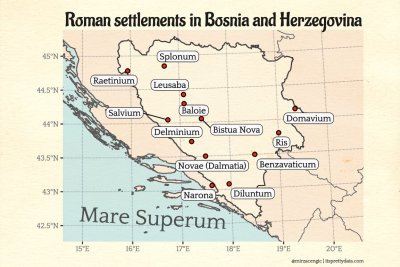 Roman settlements in Bosnia and Herzegovina
45°N
Splonum
Raetinium
Leusaba
44.5°N
Salvium
Baloie
Domavium
44°N
Delminium
Bistua Nova
Ris
43.5°N
Novae (Dalmatia)
Benzavaticum
43°N
Narona
Diluntum
Mare Superum
42.5°N
15°E
16°E
17°E
18°E
19°E
20°E
@eminascengic | itsprettydata.com